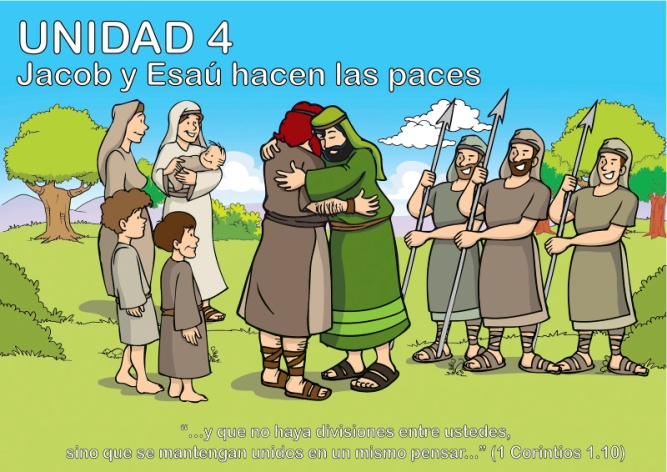 UNIDAD 4
Jacob y Esaú hacen las paces
“...y que no haya divisiones entre ustedes,
sino que se mantengan unidos en un mismo pensar...” (1 Corintios 1.10)